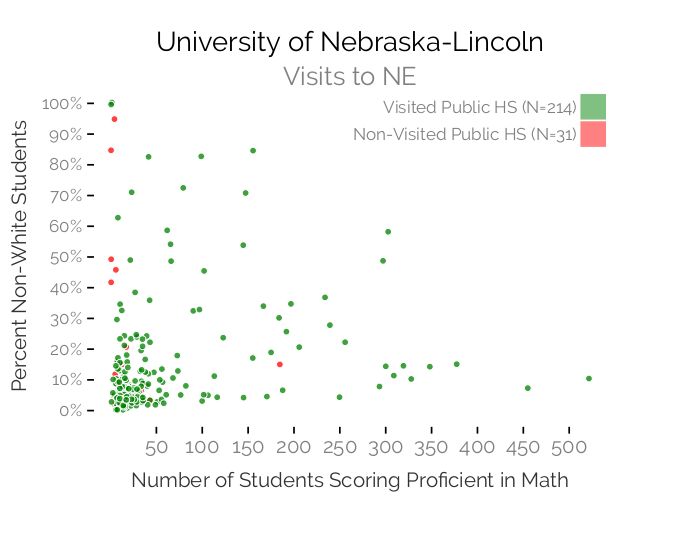 University of Nebraska-Lincoln
Visits to NE
Visited Public HS (N=214)
Non-Visited Public HS (N=31)
Percent Non-White Students
100%
90%
80%
70%
60%
50%
40%
30%
20%
10%
0%
50 100 150 200 250 300 350 400 450 500
Number of Students Scoring Proficient in Math